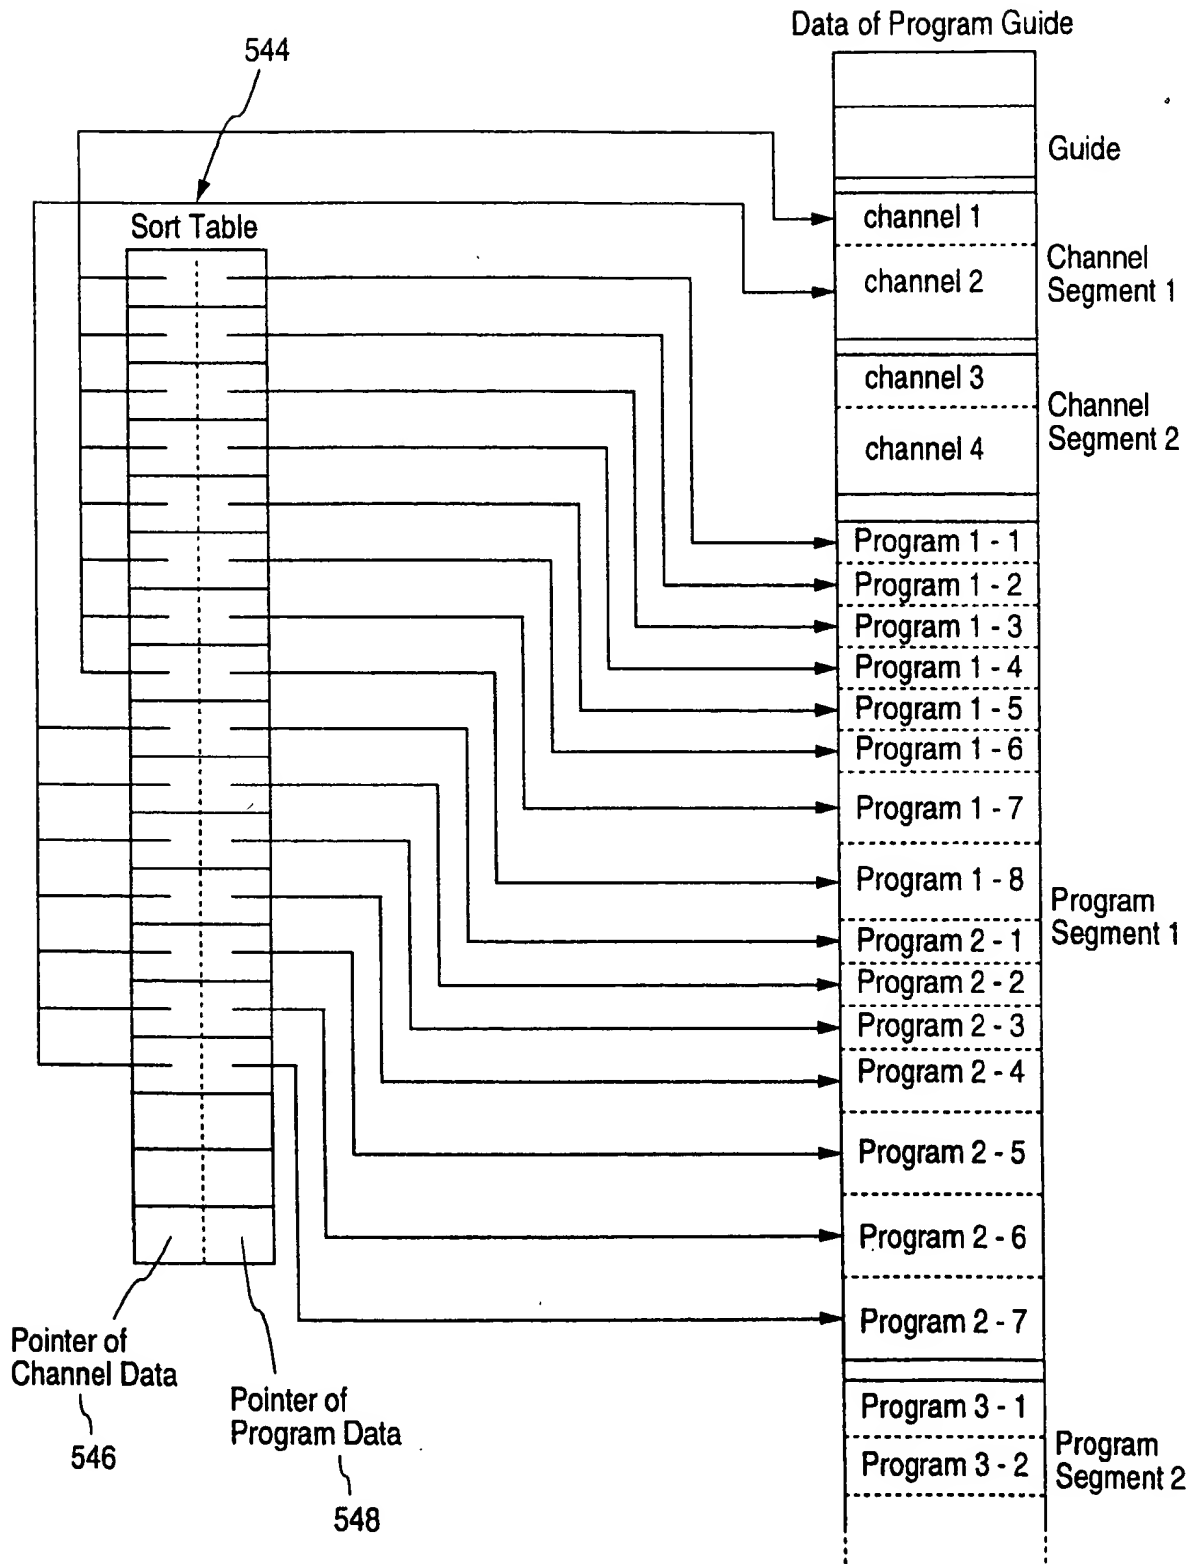 Data of Program Guide
544
Guide
Sort Table
channel 1
channel 2
Channel
Segment 1
channel 3
channel 4
Channel
Segment 2
Program 1 - 1
Program 1 - 2
Program 1 - 3
Program 1 - 4
Program 1 - 5
Program 1 - 6
Program 1 - 7
Program 1 - 8
Program 2 - 1
Program 2 - 2
Program 2 - 3
Program 2 - 4
Program 2 - 5
Program 2 - 6
Program 2 - 7
Program
Segment 1
Program 3 - 1
Program 3 - 2
Program
Segment 2
Pointer of
Channel Data
546
Pointer of
Program Data
548